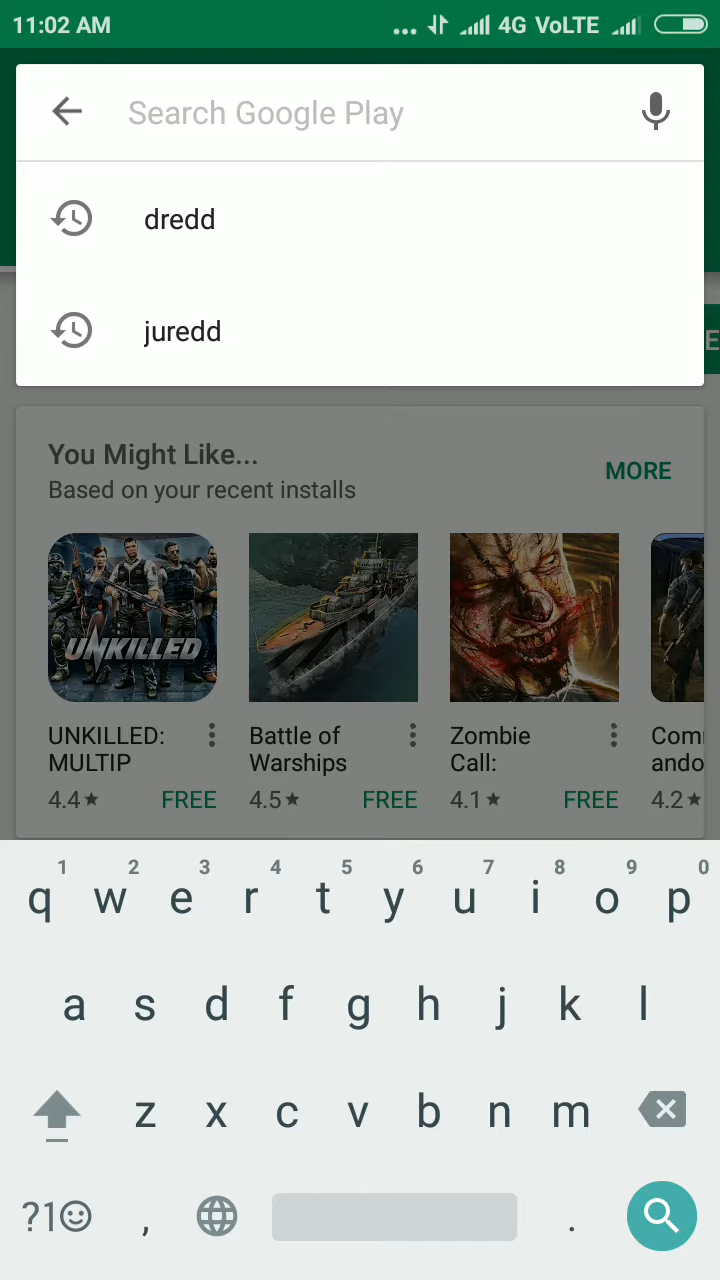 11:02 AM
... 4G VoLTE
Search Google Play
dredd
juredd
E
You Might Like...
MORE
Based on your recent installs
UNKILLED
UNKILLED: MULTIP
4.4★ FREE
Battle of Warships
4.5★ FREE
Zombie Call:
4.1★ FREE
Com
ando
4.2★
1 2 3 4 5 6 7 8 9 0
q w e r t y u i o p
a s d f g h j k l
z x c v b n m
?1☺ , .